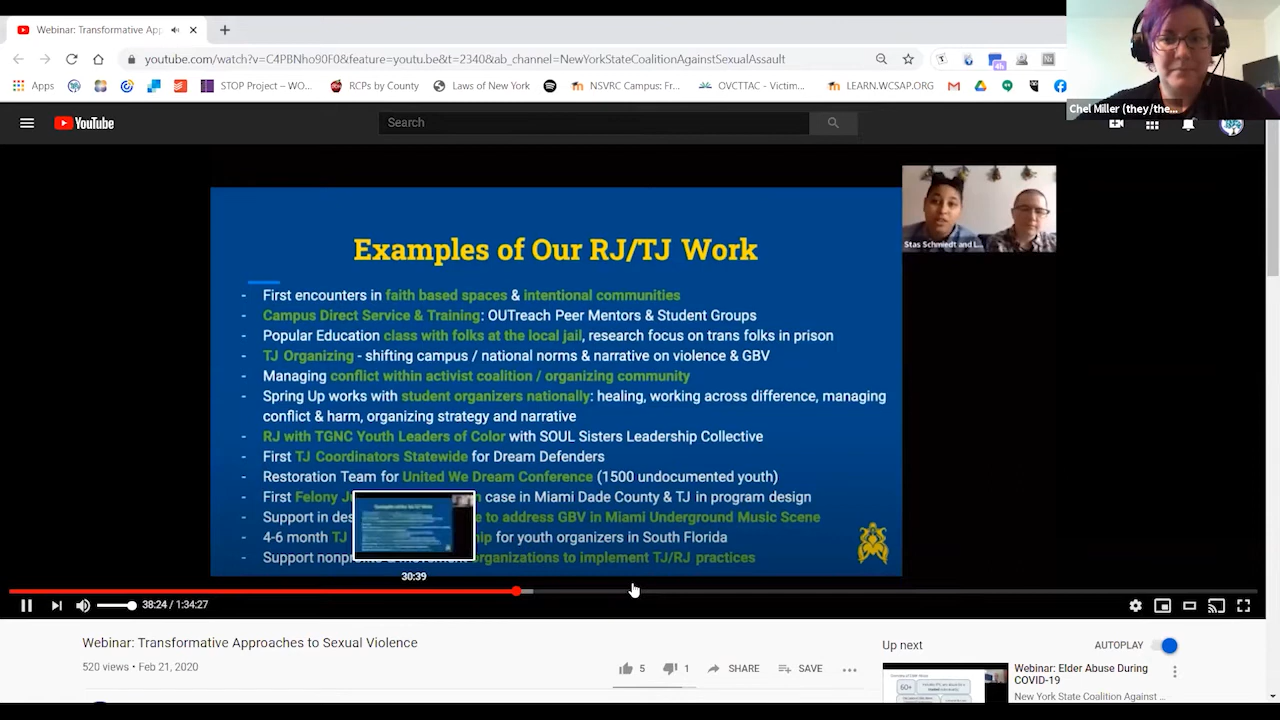 Webinar: Transformative App
youtube.com/watch?v=
feature=youtu.be&t=2340&ab_channel=NewYorkStateCoalitionAgainstSexualAssault
4h
Apps
STOP Project – WO...
RCPs by County
Laws of New York
NSVRC Campus: Fr...
OVCTTAC - Victim...
LEARN.WCSAP.ORG
Chel Miller (they/the...
YouTube
Search
Stas Schmiedt and L...
Examples of Our RJ/TJ Work
- First encounters in faith based spaces & intentional communities
- Campus Direct Service & Training: OUTreach Peer Mentors & Student Groups
- Popular Education class with folks at the local jail, research focus on trans folks in prison
- TJ Organizing - shifting campus / national norms & narrative on violence & GBV
- Managing conflict within activist coalition / organizing community
- Spring Up works with student organizers nationally: healing, working across difference, managing
conflict & harm, organizing strategy and narrative
- RJ with TGNC Youth Leaders of Color with SOUL Sisters Leadership Collective
- First TJ Coordinators Statewide for Dream Defenders
- Restoration Team for United We Dream Conference (1500 undocumented youth)
- First Felony J case in Miami Dade County & TJ in program design
- Support in des e to address GBV in Miami Underground Music Scene
- 4-6 month TJ ip for youth organizers in South Florida
- Support nonpr organizations to implement TJ/RJ practices
30:39
38:24 / 1:34:27
Webinar: Transformative Approaches to Sexual Violence
520 views • Feb 21, 2020
5
1
SHARE
SAVE
Up next
AUTOPLAY
Webinar: Elder Abuse During
COVID-19
New York State Coalition Against ...
60+